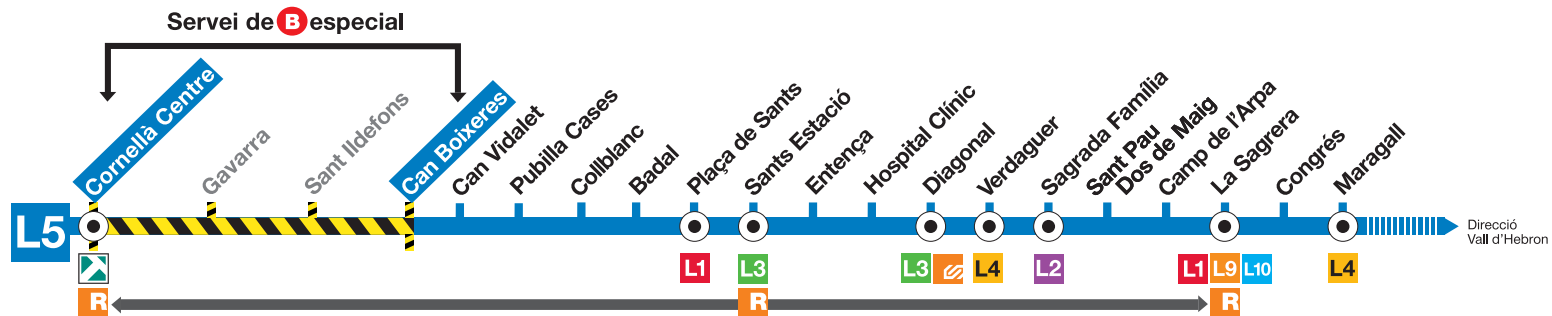 Servei de B especial
Cornellà Centre
Gavarra
Sant Ildefons
Can Boixeres
Can Vidalet
Pubilla Cases
Collblanc
Badal
Plaça de Sants
Sants Estació
Entença
Hospital Clínic
Diagonal
Verdaguer
Sagrada Família
Sant Pau
Dos de Maig
Camp de l'Arpa
La Sagrera
Congrés
Maragall
L5
Direcció
Vall d'Hebron
L1 L3 L3 L4 L2 L1 L9 L10 L4
R R R